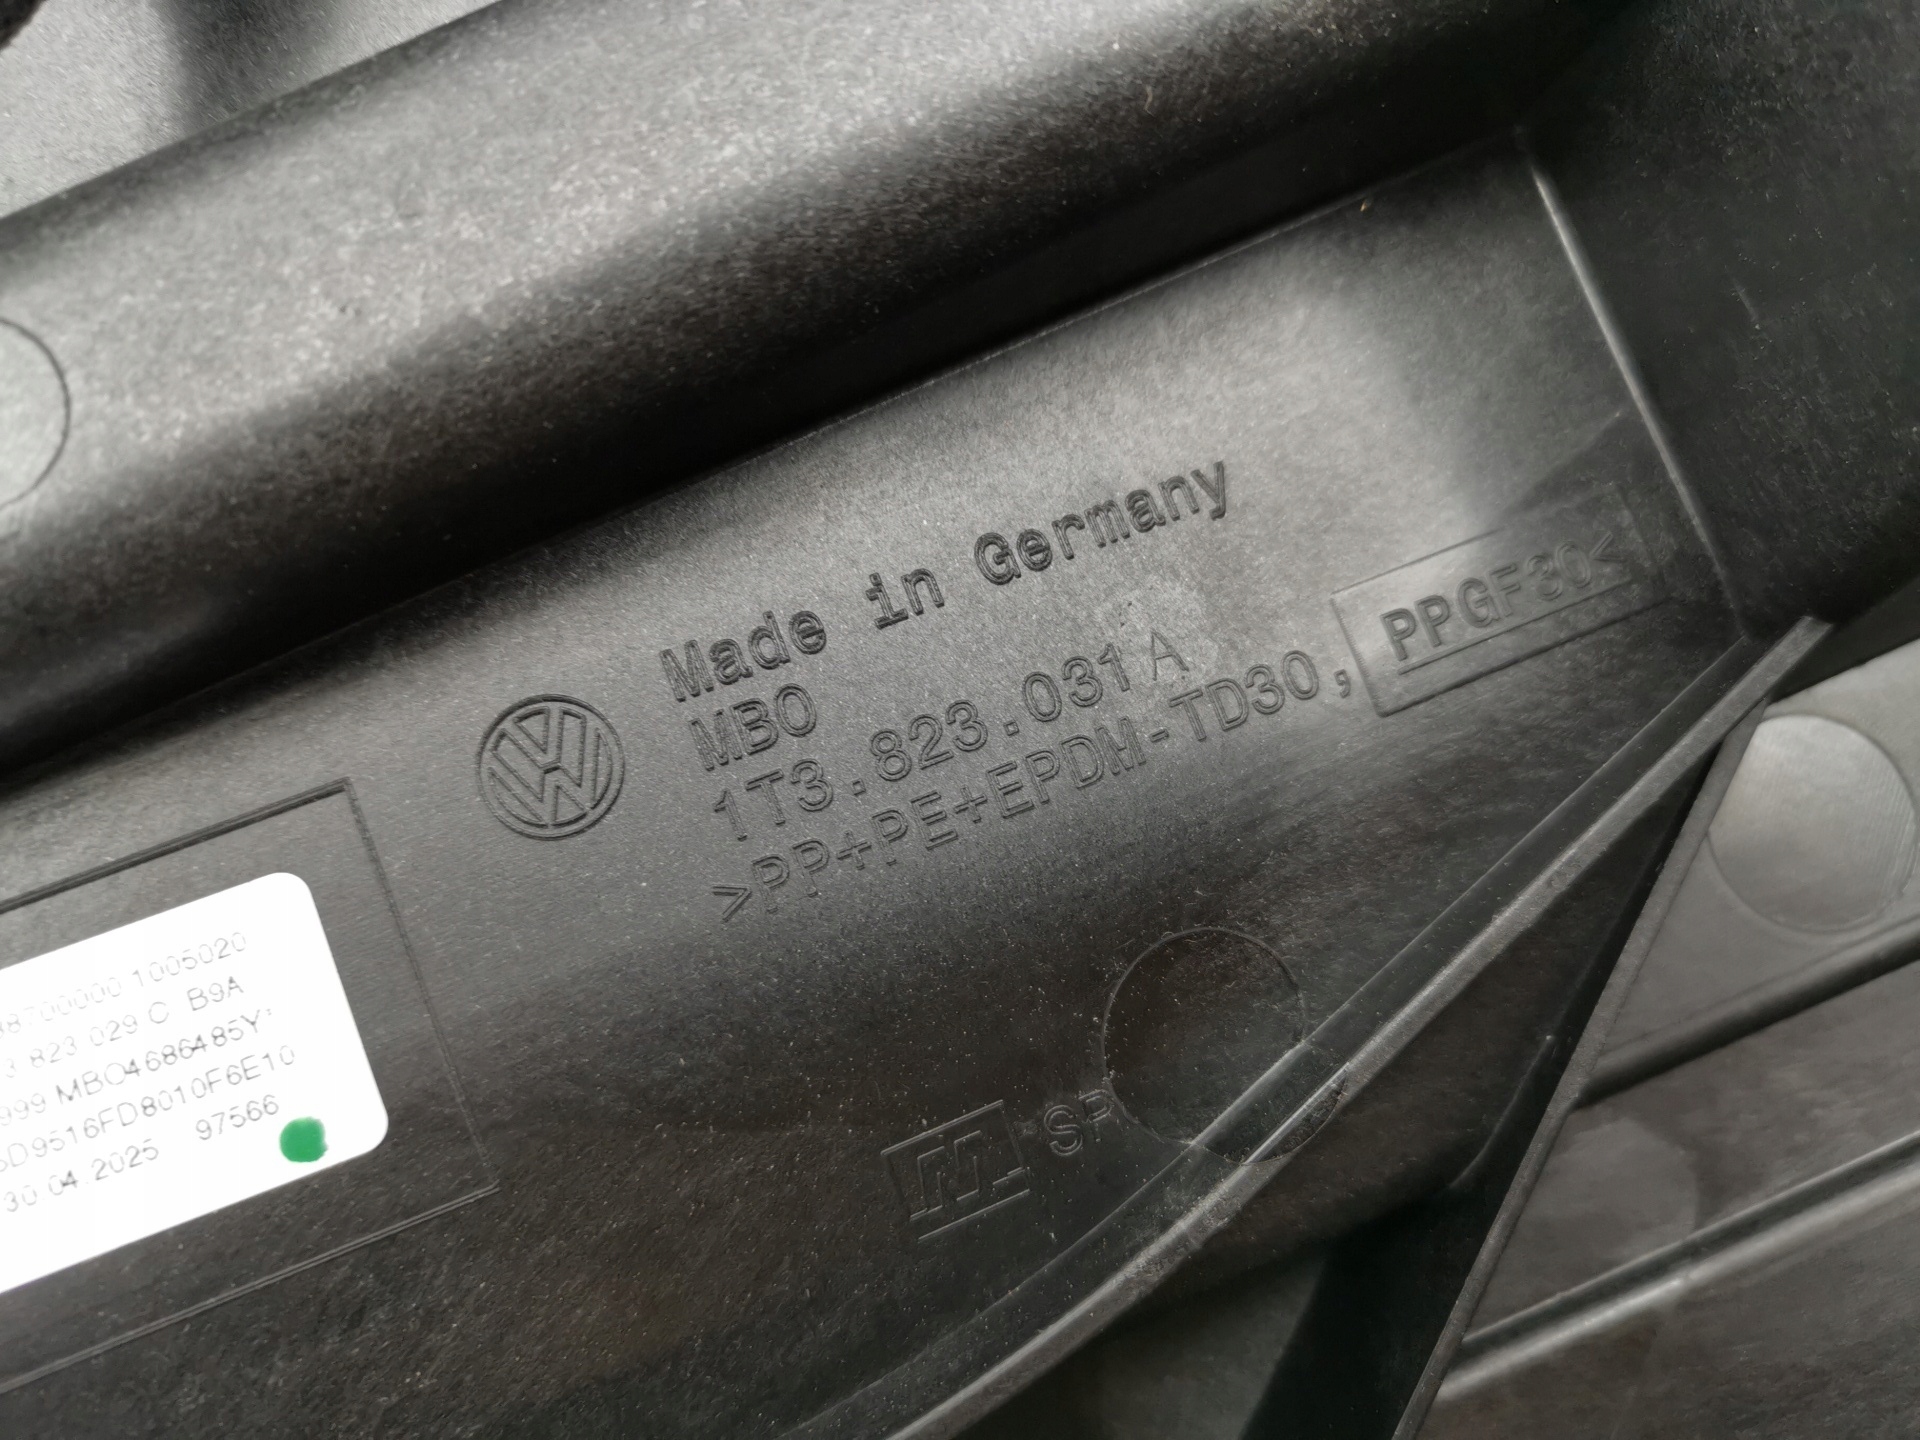 Made in Germany
MBO
1T3.823.031 A
>PP+PE+EPDM-TD30, PPGF30<
1005020
823 029 C B9A
999 MBO4686485Y
D9516FD8010F6E10
30.04.2025 97566
SP